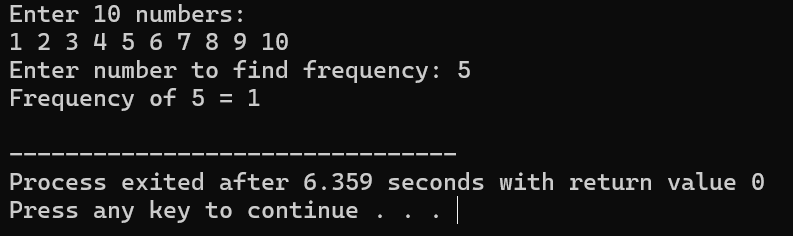 Enter 10 numbers:
1 2 3 4 5 6 7 8 9 10
Enter number to find frequency: 5
Frequency of 5 = 1
--------------------------------
Process exited after 6.359 seconds with return value 0
Press any key to continue . . .